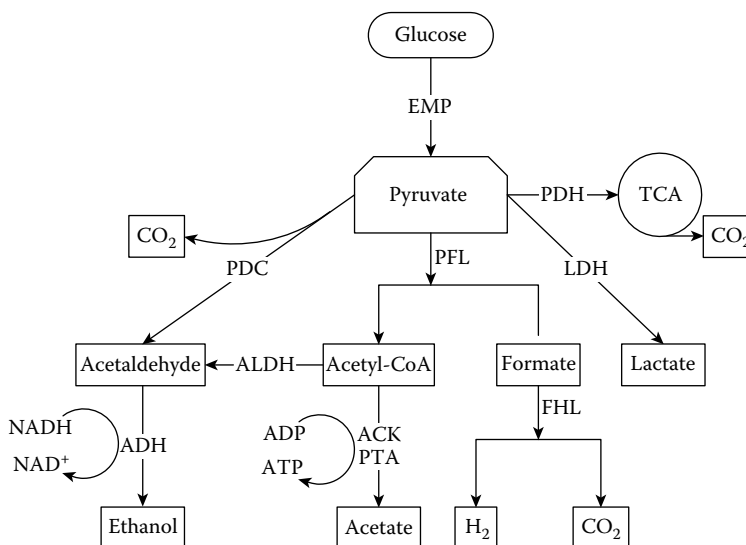 Glucose
EMP
Pyruvate
PDH
TCA
CO₂
CO₂
PDC
PFL
LDH
Acetaldehyde
ALDH
Acetyl-CoA
Formate
Lactate
NADH
NAD⁺
ADH
ADP
ATP
ACK
PTA
FHL
Ethanol
Acetate
H₂
CO₂